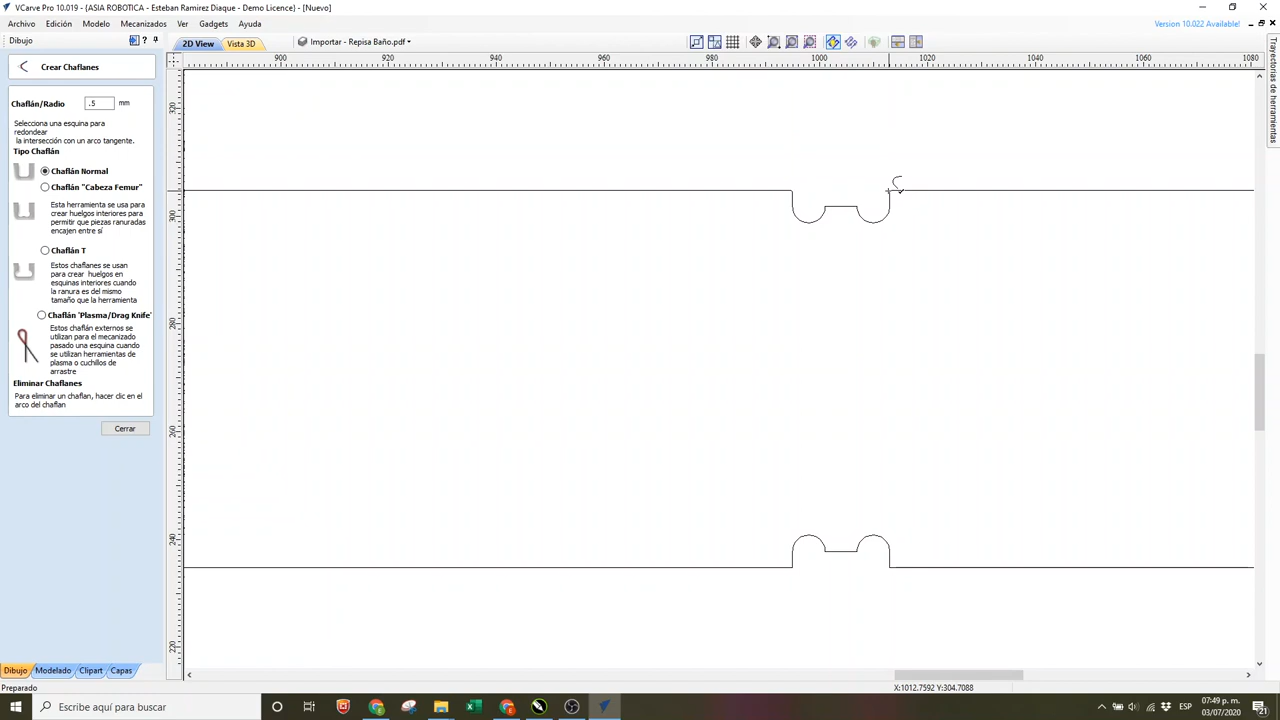 VCarve Pro 10.019 - {ASIA ROBOTICA - Esteban Ramirez Diaque - Demo Licence} - [Nuevo]
Archivo Edición Modelo Mecanizados Ver Gadgets Ayuda
Version 10.022 Available!
Dibujo
2D View
Vista 3D
Importar - Repisa Baño.pdf
900 920 940 960 980 1000 1020 1040 1060 1080
320
300
280
260
240
220
Trayectorias de herramientas
Crear Chaflanes
Chaflán/Radio .5 mm
Selecciona una esquina para
redondear
la intersección con un arco tangente.
Tipo Chaflán
Chaflán Normal
Chaflán "Cabeza Femur"
Esta herramienta se usa para
crear huelgos interiores para
permitir que piezas ranuradas
encajen entre sí
Chaflán T
Estos chaflanes se usan
para crear huelgos en
esquinas interiores cuando
la ranura es del mismo
tamaño que la herramienta
Chaflán 'Plasma/Drag Knife'
Estos chaflán externos se
utilizan para el mecanizado
pasado una esquina cuando
se utilizan herramientas de
plasma o cuchillos de
arrastre
Eliminar Chaflanes
Para eliminar un chaflan, hacer clic en el
arco del chaflan
Cerrar
Dibujo Modelado Clipart Capas
Preparado
X:1012.7592 Y:304.7088
Escribe aquí para buscar
ESP
07:49 p. m.
03/07/2020
21